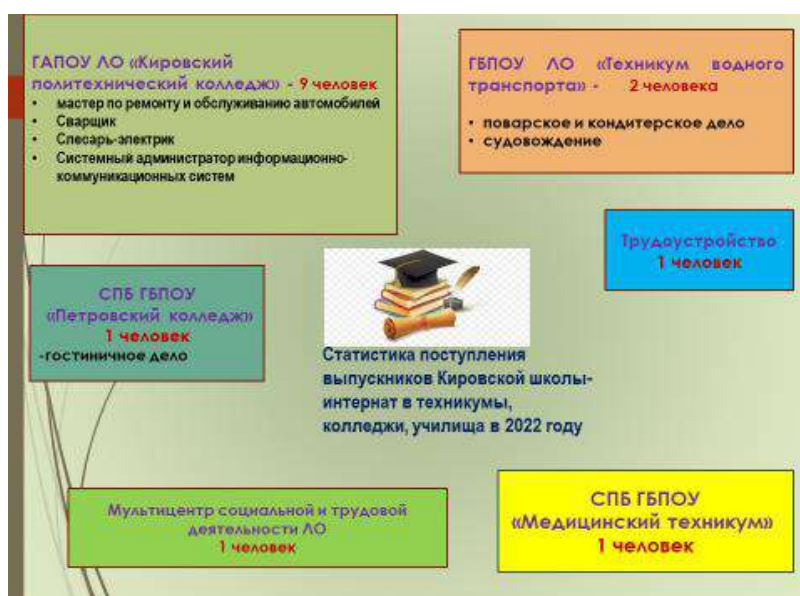 ГАПОУ ЛО «Кировский
политехнический колледж» - 9 человек
• мастер по ремонту и обслуживанию автомобилей
• Сварщик
• Слесарь-электрик
• Системный администратор информационно-
коммуникационных систем
ГБПОУ ЛО «Техникум водного
транспорта» - 2 человека
• поварское и кондитерское дело
• судовождение
Трудоустройство
1 человек
СПБ ГБПОУ
«Петровский колледж»
1 человек
-гостиничное дело
Статистика поступления
выпускников Кировской школы-
интернат в техникумы,
колледжи, училища в 2022 году
Мультицентр социальной и трудовой
деятельности ЛО
1 человек
СПБ ГБПОУ
«Медицинский техникум»
1 человек